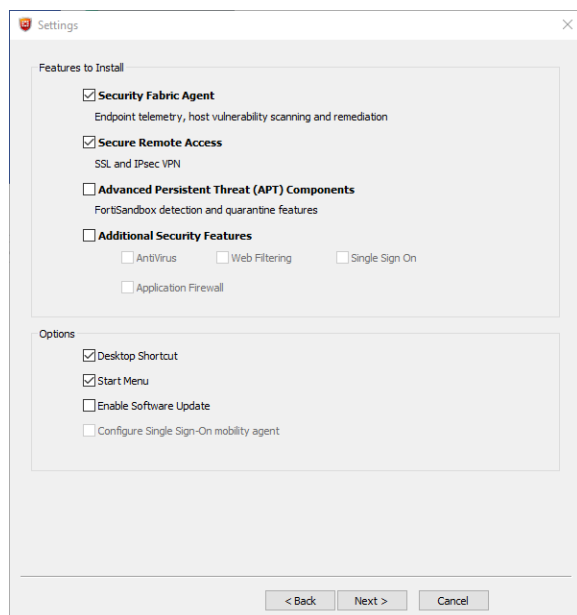 Settings
Features to Install
Security Fabric Agent
Endpoint telemetry, host vulnerability scanning and remediation
Secure Remote Access
SSL and IPsec VPN
Advanced Persistent Threat (APT) Components
FortiSandbox detection and quarantine features
Additional Security Features
AntiVirus Web Filtering Single Sign On
Application Firewall
Options
Desktop Shortcut
Start Menu
Enable Software Update
Configure Single Sign-On mobility agent
< Back Next > Cancel